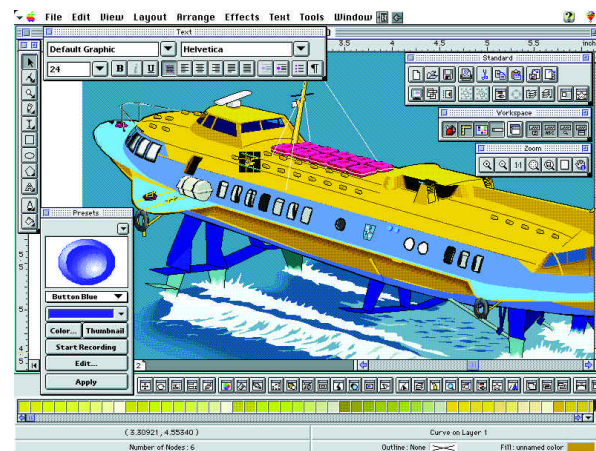 File Edit View Layout Arrange Effects Text Tools Window
Text
Default Graphic Helvetica
24 B i U ¶
3.5 4 4.5 5 5.5 inch
Standard
Workspace
Zoom
1:1
Presets
Button Blue
Color... Thumbnail
Start Recording
Edit...
Apply
2
(3.30921, 4.55340) Curve on Layer 1
Number of Nodes: 6 Outline: None Fill: unnamed color